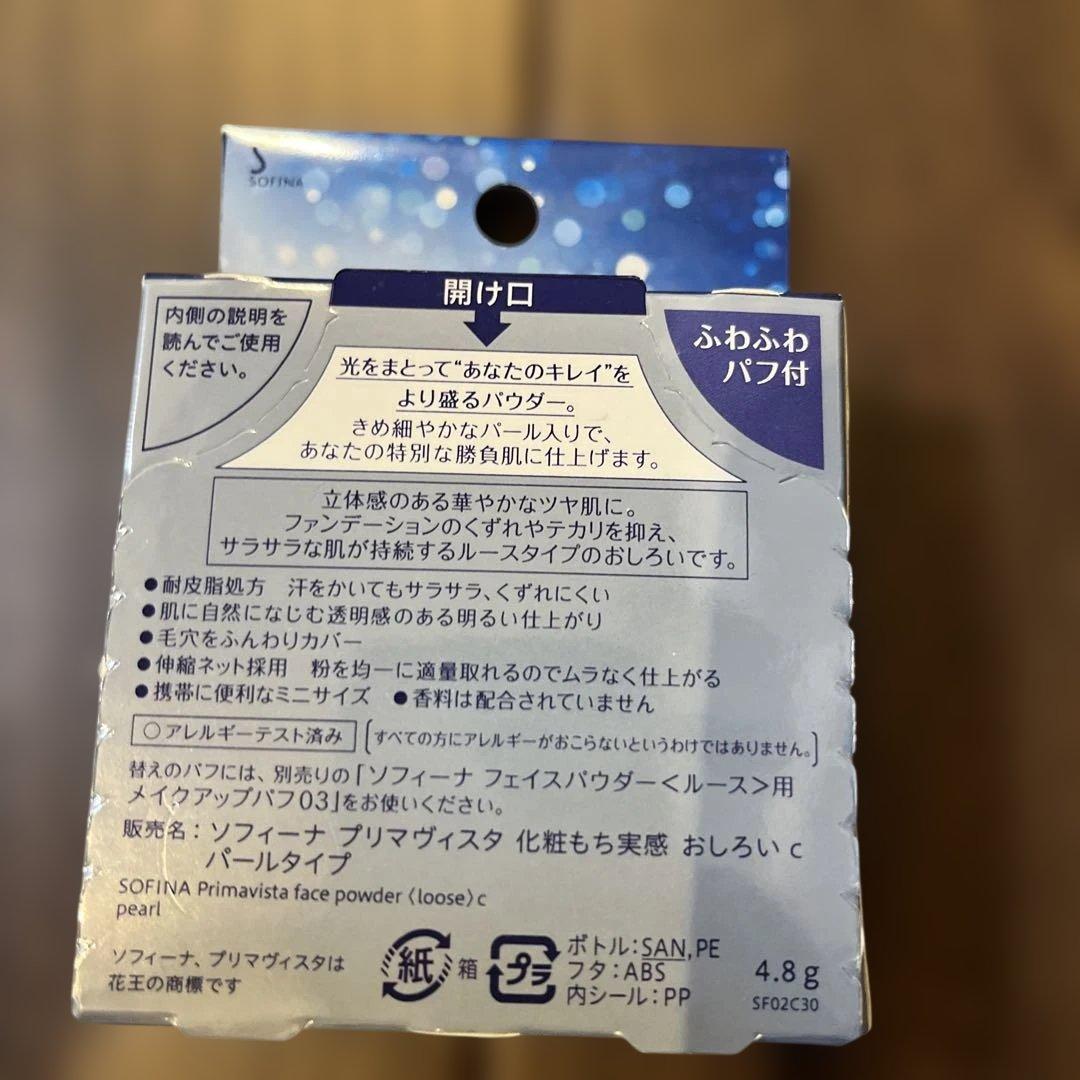 SOFINA
開け口
内側の説明を
読んでご使用
ください。
ふわふわ
パフ付
光をまとって“あなたのキレイ”を
より盛るパウダー。
きめ細やかなパール入りで、
あなたの特別な勝負肌に仕上げます。
立体感のある華やかなツヤ肌に。
ファンデーションのくずれやテカリを抑え、
サラサラな肌が持続するルースタイプのおしろいです。
●耐皮脂処方　汗をかいてもサラサラ、くずれにくい
●肌に自然になじむ透明感のある明るい仕上がり
●毛穴をふんわりカバー
●伸縮ネット採用　粉を均一に適量取れるのでムラなく仕上がる
●携帯に便利なミニサイズ　●香料は配合されていません
○アレルギーテスト済み　〔すべての方にアレルギーがおこらないというわけではありません。〕
替えのパフには、別売りの「ソフィーナ フェイスパウダー＜ルース＞用
メイクアップパフ03」をお使いください。
販売名：ソフィーナ プリマヴィスタ 化粧もち実感 おしろい c
パールタイプ
SOFINA Primavista face powder〈loose〉c
pearl
ソフィーナ、プリマヴィスタは
花王の商標です
紙 箱
プラ
ボトル：SAN,PE
フタ：ABS
内シール：PP
4.8 g
SF02C30